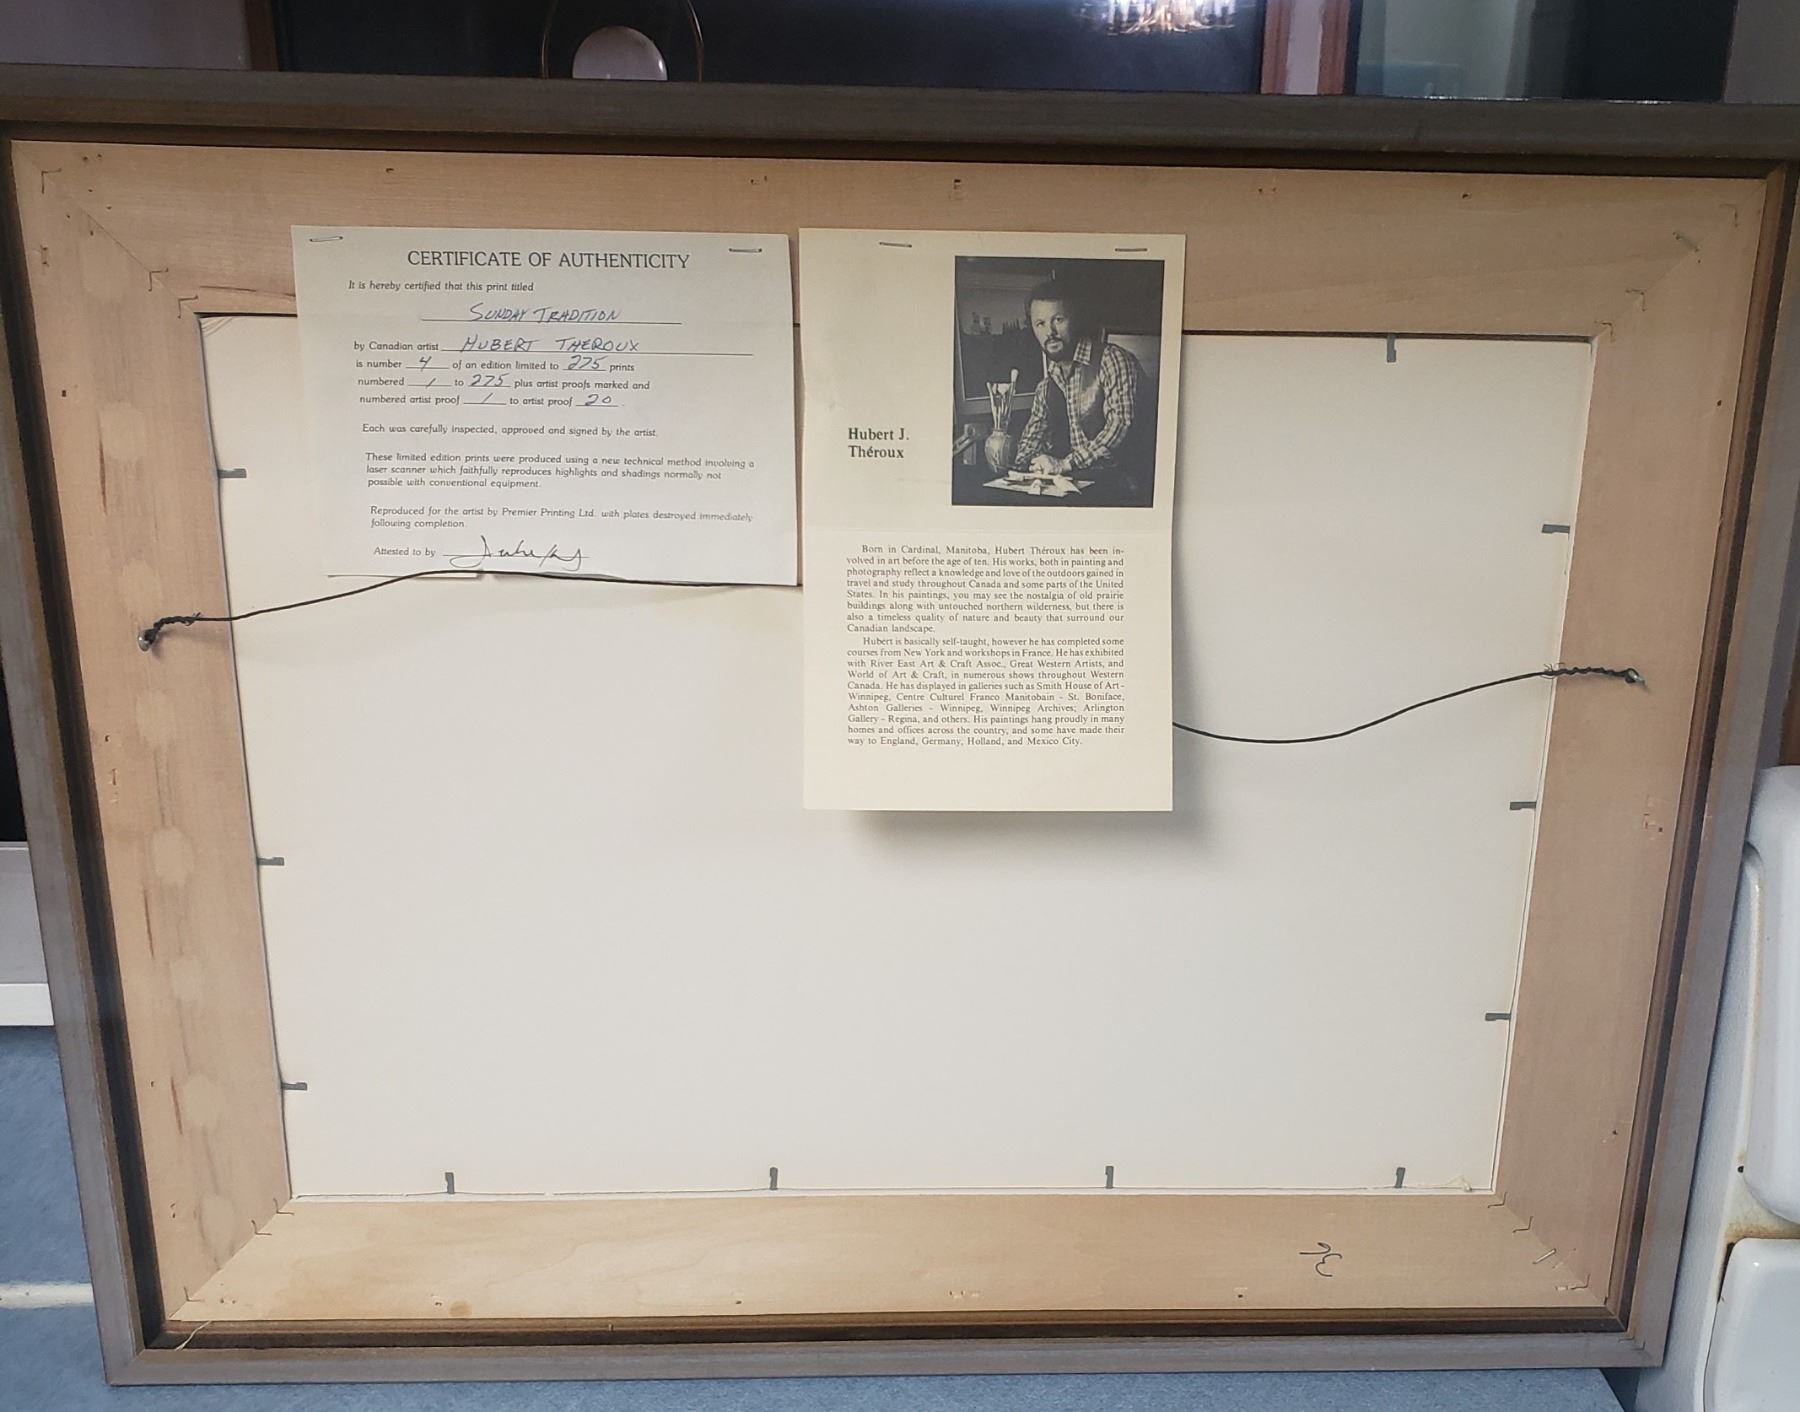 CERTIFICATE OF AUTHENTICITY
It is hereby certified that this print titled
SUNDAY TRADITION
by Canadian artist HUBERT THEROUX
is number 4 of an edition limited to 275 prints
numbered 1 to 275 plus artist proofs marked and
numbered artist proof 1 to artist proof 20.
Each was carefully inspected, approved and signed by the artist.
These limited edition prints were produced using a new technical method involving a
laser scanner which faithfully reproduces highlights and shadings normally not
possible with conventional equipment.
Reproduced for the artist by Premier Printing Ltd. with plates destroyed immediately
following completion.
Attested to by
Hubert J.
Théroux
Born in Cardinal, Manitoba, Hubert Théroux has been in-
volved in art before the age of ten. His works, both in painting and
photography reflect a knowledge and love of the outdoors gained in
travel and study throughout Canada and some parts of the United
States. In his paintings, you may see the nostalgia of old prairie
buildings along with untouched northern wilderness, but there is
also a timeless quality of nature and beauty that surround our
Canadian landscape.
Hubert is basically self-taught, however he has completed some
courses from New York and workshops in France. He has exhibited
with River East Art & Craft Assoc., Great Western Artists, and
World of Art & Craft, in numerous shows throughout Western
Canada. He has displayed in galleries such as Smith House of Art -
Winnipeg, Centre Culturel Franco Manitobain - St. Boniface,
Ashton Galleries - Winnipeg, Winnipeg Archives; Arlington
Gallery - Regina, and others. His paintings hang proudly in many
homes and offices across the country, and some have made their
way to England, Germany, Holland, and Mexico City.